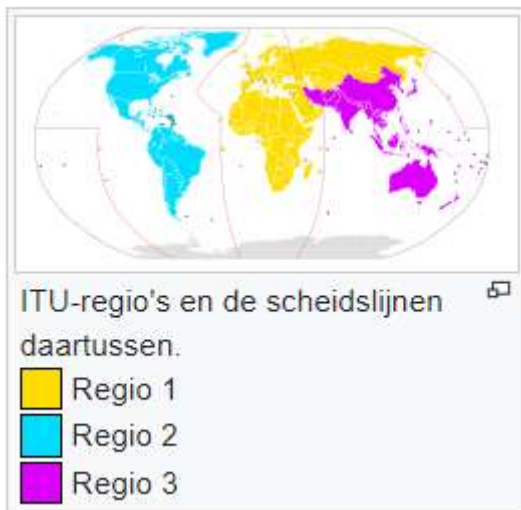 ITU-regio's en de scheidslijnen
daartussen.
Regio 1
Regio 2
Regio 3